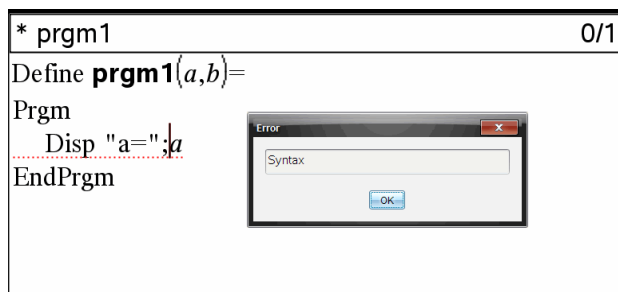 * prgm1 0/1
Define prgm1(a,b)=
Prgm
Disp "a=";a
EndPrgm
Error
x
Syntax
OK